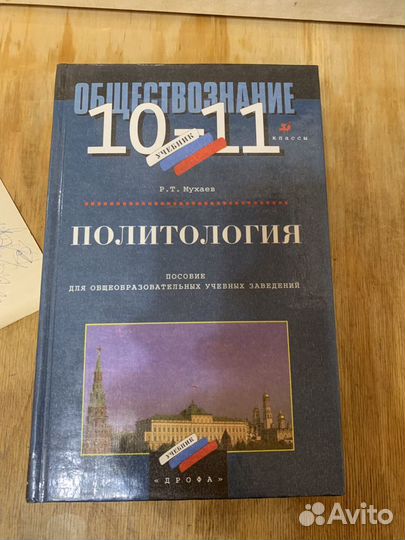 ОБЩЕСТВОЗНАНИЕ
10-11
классы
УЧЕБНИК
Р.Т. Мухаев
ПОЛИТОЛОГИЯ
ПОСОБИЕ
ДЛЯ ОБЩЕОБРАЗОВАТЕЛЬНЫХ УЧЕБНЫХ ЗАВЕДЕНИЙ
УЧЕБНИК
«ДРОФА»
Avito